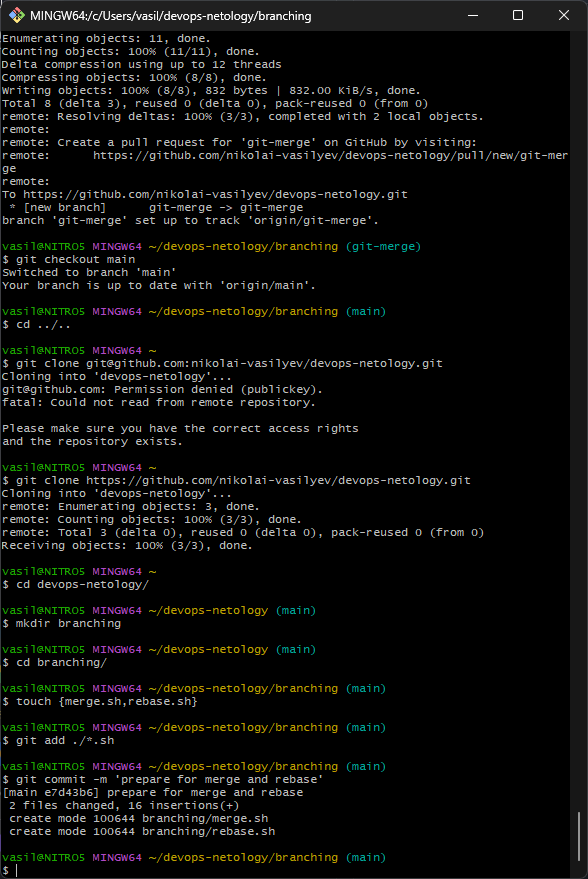 MINGW64:/c/Users/vasil/devops-netology/branching
Enumerating objects: 11, done.
Counting objects: 100% (11/11), done.
Delta compression using up to 12 threads
Compressing objects: 100% (8/8), done.
Writing objects: 100% (8/8), 832 bytes | 832.00 KiB/s, done.
Total 8 (delta 3), reused 0 (delta 0), pack-reused 0 (from 0)
remote: Resolving deltas: 100% (3/3), completed with 2 local objects.
remote:
remote: Create a pull request for 'git-merge' on GitHub by visiting:
remote:      https://github.com/nikolai-vasilyev/devops-netology/pull/new/git-mer
ge
remote:
To https://github.com/nikolai-vasilyev/devops-netology.git
 * [new branch]      git-merge -> git-merge
branch 'git-merge' set up to track 'origin/git-merge'.
vasil@NITRO5 MINGW64 ~/devops-netology/branching (git-merge)
$ git checkout main
Switched to branch 'main'
Your branch is up to date with 'origin/main'.
vasil@NITRO5 MINGW64 ~/devops-netology/branching (main)
$ cd ../..
vasil@NITRO5 MINGW64 ~
$ git clone git@github.com:nikolai-vasilyev/devops-netology.git
Cloning into 'devops-netology'...
git@github.com: Permission denied (publickey).
fatal: Could not read from remote repository.
Please make sure you have the correct access rights
and the repository exists.
vasil@NITRO5 MINGW64 ~
$ git clone https://github.com/nikolai-vasilyev/devops-netology.git
Cloning into 'devops-netology'...
remote: Enumerating objects: 3, done.
remote: Counting objects: 100% (3/3), done.
remote: Total 3 (delta 0), reused 0 (delta 0), pack-reused 0 (from 0)
Receiving objects: 100% (3/3), done.
vasil@NITRO5 MINGW64 ~
$ cd devops-netology/
vasil@NITRO5 MINGW64 ~/devops-netology (main)
$ mkdir branching
vasil@NITRO5 MINGW64 ~/devops-netology (main)
$ cd branching/
vasil@NITRO5 MINGW64 ~/devops-netology/branching (main)
$ touch {merge.sh,rebase.sh}
vasil@NITRO5 MINGW64 ~/devops-netology/branching (main)
$ git add ./*.sh
vasil@NITRO5 MINGW64 ~/devops-netology/branching (main)
$ git commit -m 'prepare for merge and rebase'
[main e7d43b6] prepare for merge and rebase
 2 files changed, 16 insertions(+)
 create mode 100644 branching/merge.sh
 create mode 100644 branching/rebase.sh
vasil@NITRO5 MINGW64 ~/devops-netology/branching (main)
$